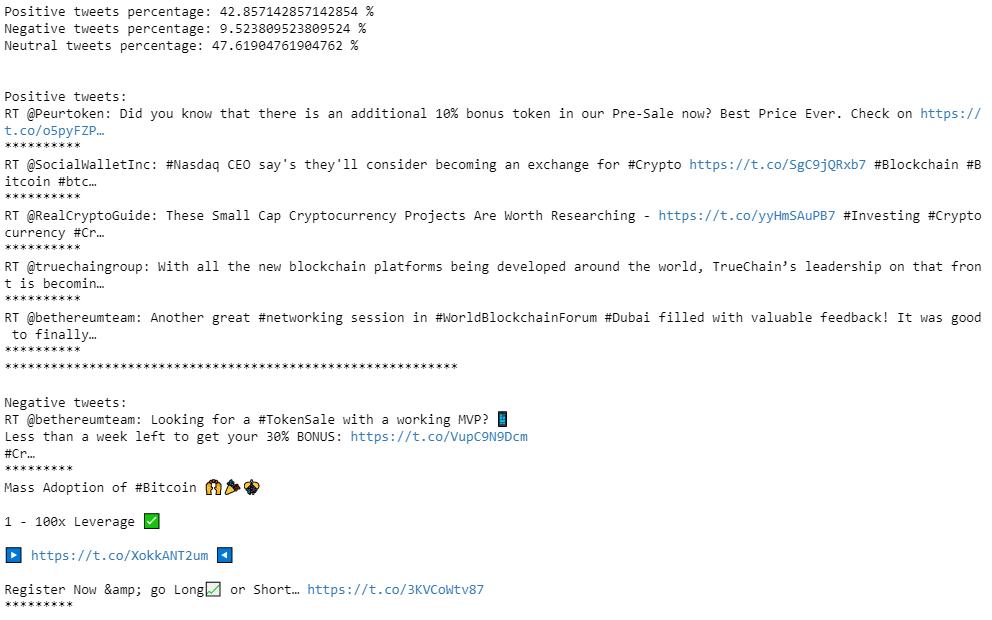 Positive tweets percentage: 42.857142857142854 %
Negative tweets percentage: 9.523809523809524 %
Neutral tweets percentage: 47.61904761904762 %
Positive tweets:
RT @Peurtoken: Did you know that there is an additional 10% bonus token in our Pre-Sale now? Best Price Ever. Check on https://
t.co/o5pyFZP…
**********
RT @SocialWalletInc: #Nasdaq CEO say's they'll consider becoming an exchange for #Crypto https://t.co/SgC9jQRxb7 #Blockchain #B
itcoin #btc…
**********
RT @RealCryptoGuide: These Small Cap Cryptocurrency Projects Are Worth Researching - https://t.co/yyHmSAuPB7 #Investing #Crypto
currency #Cr…
**********
RT @truechaingroup: With all the new blockchain platforms being developed around the world, TrueChain’s leadership on that fron
t is becomin…
**********
RT @bethereumteam: Another great #networking session in #WorldBlockchainForum #Dubai filled with valuable feedback! It was good
to finally…
**********
***********************************************************
Negative tweets:
RT @bethereumteam: Looking for a #TokenSale with a working MVP? 📱
Less than a week left to get your 30% BONUS: https://t.co/VupC9N9Dcm
#Cr…
*********
Mass Adoption of #Bitcoin 🙌🎉👏
1 - 100x Leverage ✅
▶ https://t.co/XokkANT2um ◀
Register Now &amp; go Long📈 or Short… https://t.co/3KVCoWtv87
*********